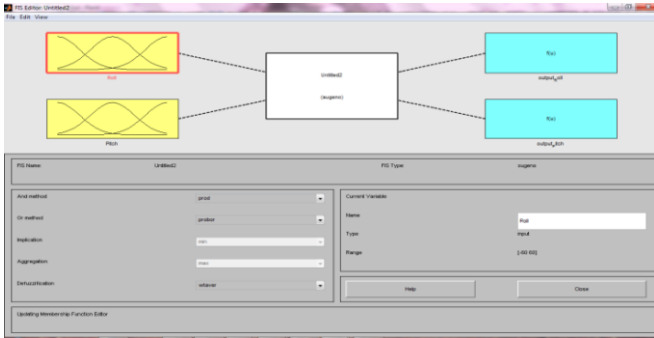 FIS Editor: Untitled2
File Edit View
Roll
Pitch
Untitled2
(sugeno)
f(u)
output_roll
f(u)
FIS Name: Untitled2 FIS Type: sugeno
And method prod
Or method probor
Implication min
Aggregation max
Defuzzification wtaver
Current Variable
Name Roll
Type input
Range
Help Close
Updating Membership Function Editor